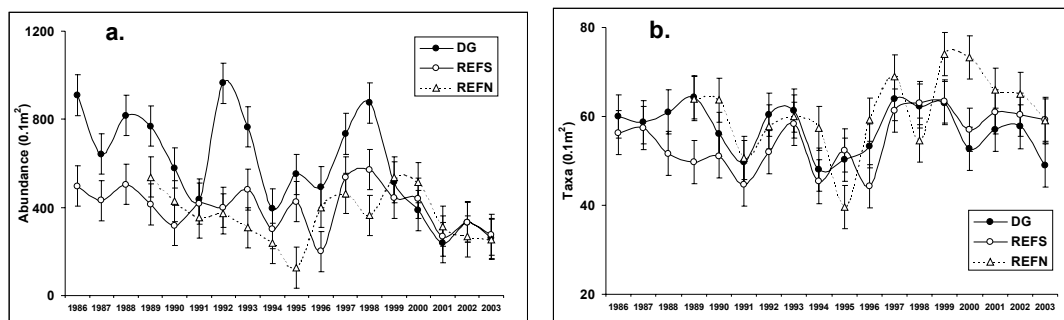 a.
1200
800
400
0
Abundance (0.1m²)
DG
REFS
REFN
1986 1987 1988 1989 1990 1991 1992 1993 1994 1995 1996 1997 1998 1999 2000 2001 2002 2003
b.
80
60
40
20
Taxa (0.1m²)
DG
REFS
REFN
1986 1987 1988 1989 1990 1991 1992 1993 1994 1995 1996 1997 1998 1999 2000 2001 2002 2003